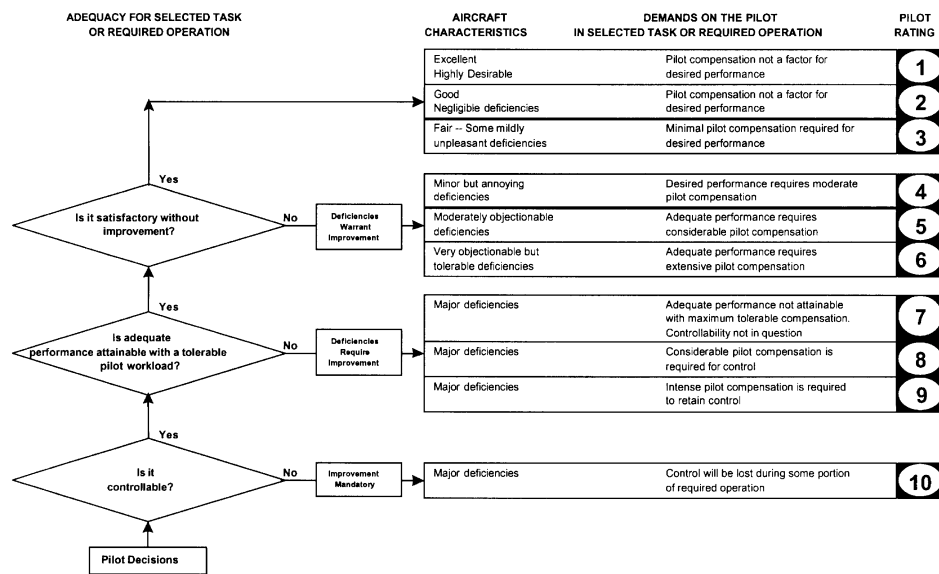 ADEQUACY FOR SELECTED TASK
OR REQUIRED OPERATION
AIRCRAFT
CHARACTERISTICS
DEMANDS ON THE PILOT
IN SELECTED TASK OR REQUIRED OPERATION
PILOT
RATING
Excellent
Highly Desirable
Pilot compensation not a factor for
desired performance
1
Good
Negligible deficiencies
Pilot compensation not a factor for
desired performance
2
Fair -- Some mildly
unpleasant deficiencies
Minimal pilot compensation required for
desired performance
3
Yes
Is it satisfactory without
improvement?
No
Deficiencies
Warrant
Improvement
Minor but annoying
deficiencies
Desired performance requires moderate
pilot compensation
4
Moderately objectionable
deficiencies
Adequate performance requires
considerable pilot compensation
5
Very objectionable but
tolerable deficiencies
Adequate performance requires
extensive pilot compensation
6
Yes
Is adequate
performance attainable with a tolerable
pilot workload?
No
Deficiencies
Require
Improvement
Major deficiencies
Adequate performance not attainable
with maximum tolerable compensation.
Controllability not in question
7
Major deficiencies
Considerable pilot compensation is
required for control
8
Major deficiencies
Intense pilot compensation is required
to retain control
9
Yes
Is it
controllable?
No
Improvement
Mandatory
Major deficiencies
Control will be lost during some portion
of required operation
10
Pilot Decisions